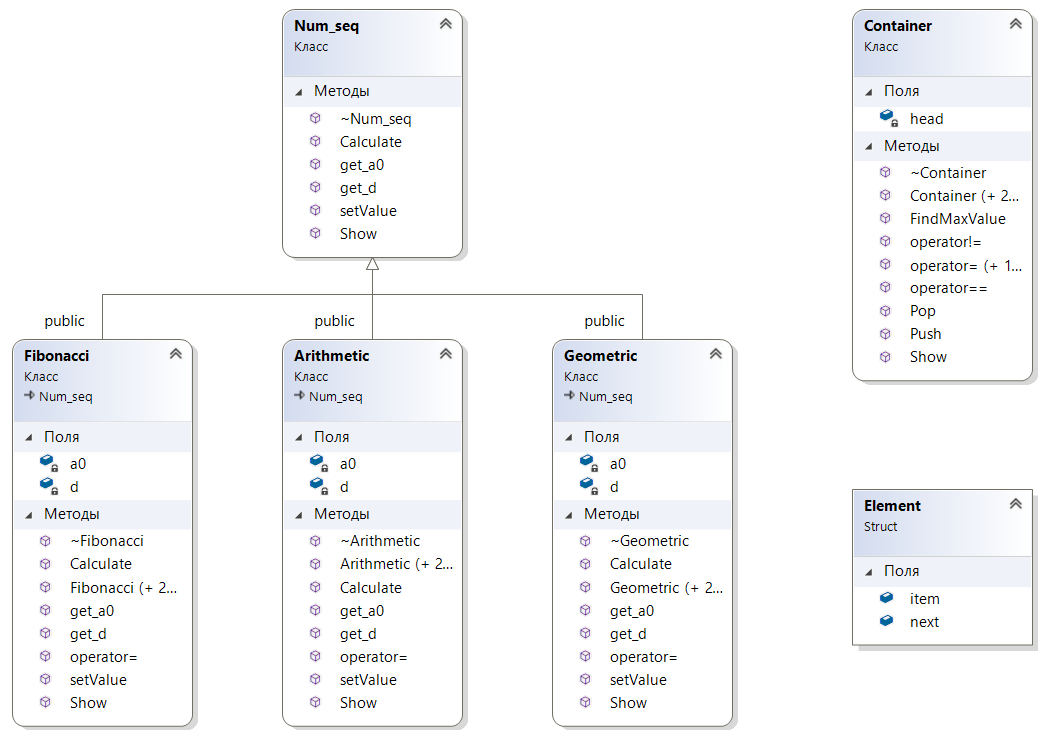 Num_seq
Класс
Методы
~Num_seq
Calculate
get_a0
get_d
setValue
Show
Container
Класс
Поля
head
Методы
~Container
Container (+ 2...
FindMaxValue
operator!=
operator= (+ 1...
operator==
Pop
Push
Show
public
public
public
Fibonacci
Класс
Num_seq
Поля
a0
d
Методы
~Fibonacci
Calculate
Fibonacci (+ 2...
get_a0
get_d
operator=
setValue
Show
Arithmetic
Класс
Num_seq
Поля
a0
d
Методы
~Arithmetic
Arithmetic (+ 2...
Calculate
get_a0
get_d
operator=
setValue
Show
Geometric
Класс
Num_seq
Поля
a0
d
Методы
~Geometric
Calculate
Geometric (+ 2...
get_a0
get_d
operator=
setValue
Show
Element
Struct
Поля
item
next